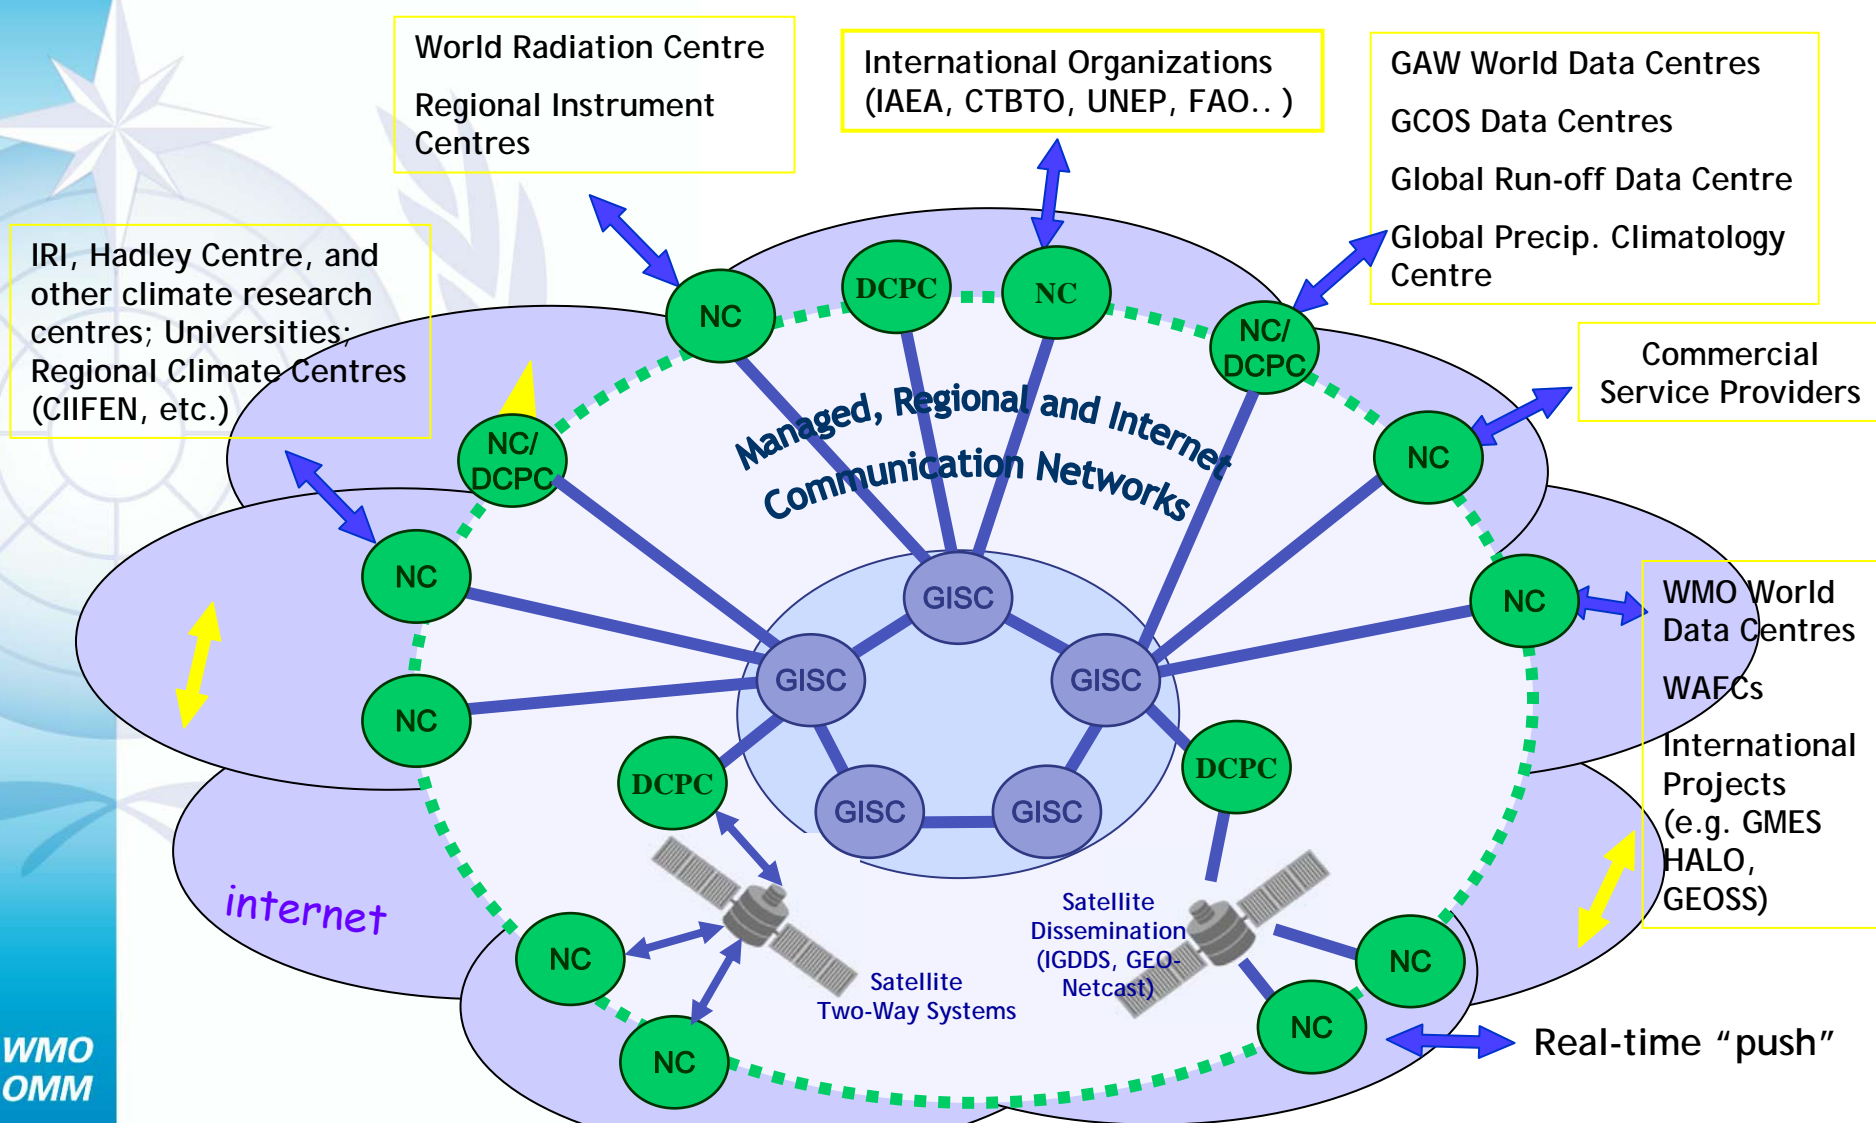 World Radiation Centre
Regional Instrument
Centres
International Organizations
(IAEA, CTBTO, UNEP, FAO.. )
GAW World Data Centres
GCOS Data Centres
Global Run-off Data Centre
Global Precip. Climatology
Centre
IRI, Hadley Centre, and
other climate research
centres; Universities;
Regional Climate Centres
(CIIFEN, etc.)
Commercial
Service Providers
NC
DCPC
NC
NC/
DCPC
NC/
DCPC
NC
Managed, Regional and Internet
Communication Networks
NC
NC
NC
GISC
GISC
GISC
GISC
GISC
DCPC
DCPC
WMO World
Data Centres
WAFCs
International
Projects
(e.g. GMES
HALO,
GEOSS)
internet
Satellite
Dissemination
(IGDDS, GEO-
Netcast)
Satellite
Two-Way Systems
NC
NC
NC
NC
Real-time “push”
WMO
OMM